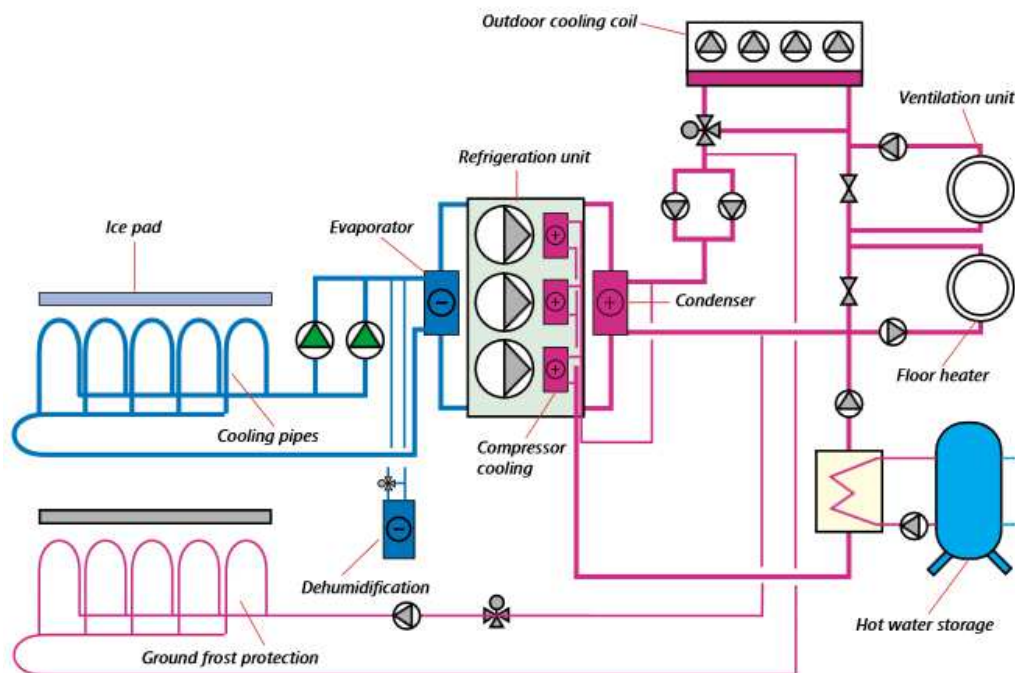 Outdoor cooling coil
Ventilation unit
Refrigeration unit
Ice pad
Evaporator
Condenser
Floor heater
Cooling pipes
Compressor
cooling
Dehumidification
Hot water storage
Ground frost protection